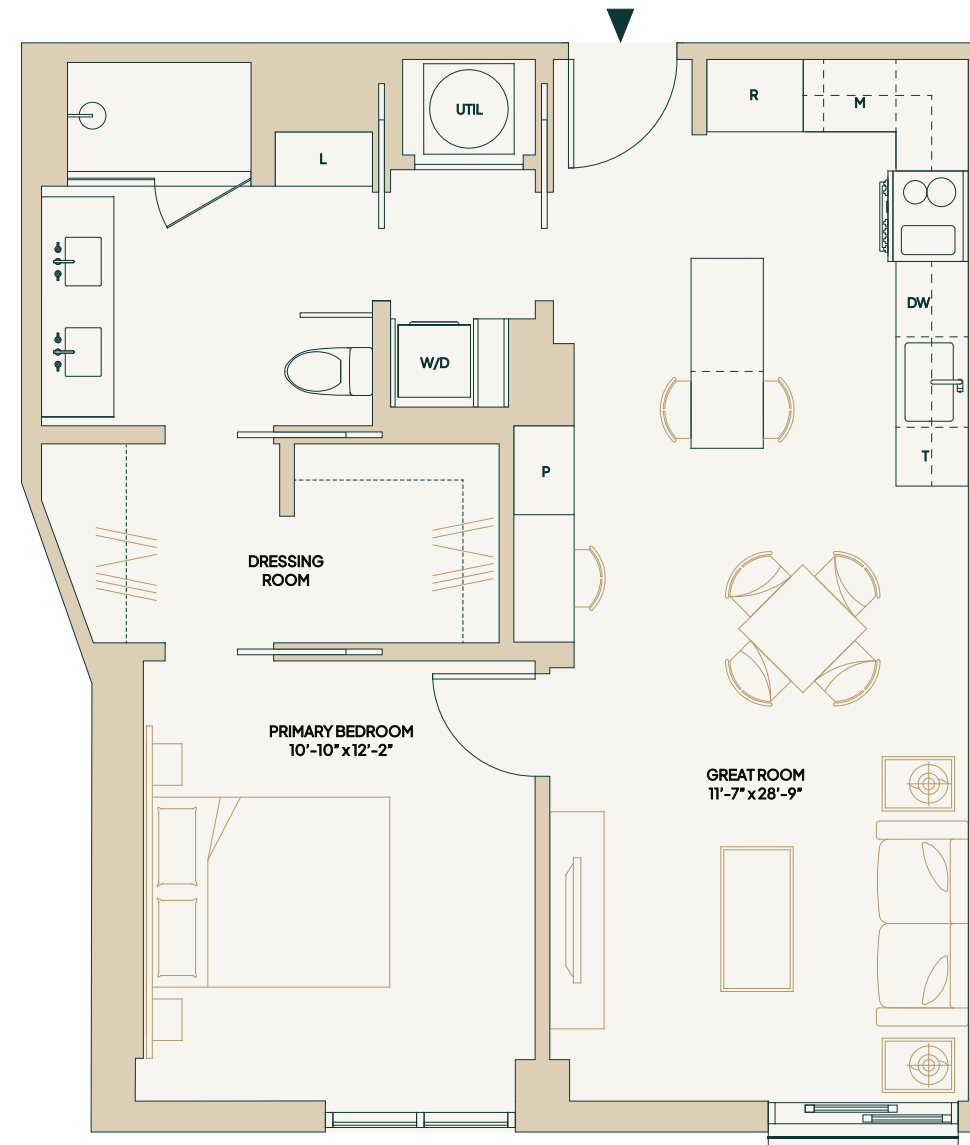 UTIL
R
M
L
DW
W/D
T
P
DRESSING
ROOM
PRIMARY BEDROOM
10'-10" x 12'-2"
GREAT ROOM
11'-7" x 28'-9"